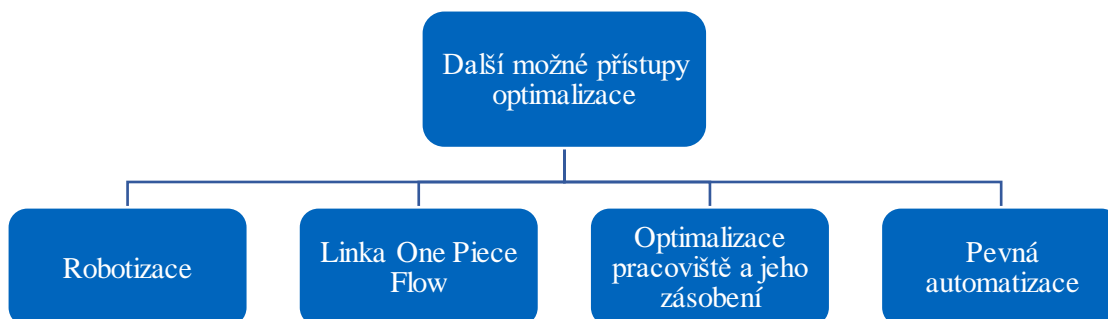 Další možné přístupy
optimalizace
Robotizace
Linka One Piece
Flow
Optimalizace
pracoviště a jeho
zásobení
Pevná
automatizace